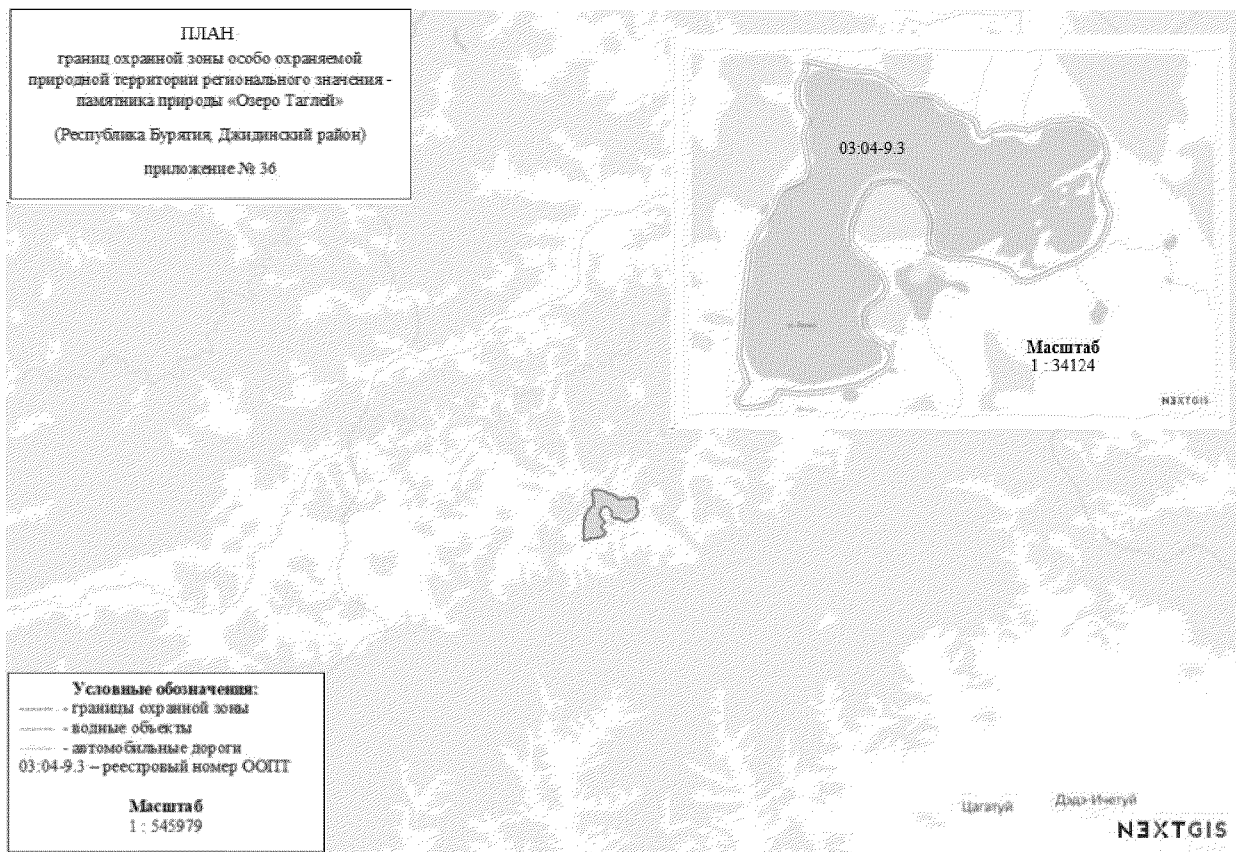 ПЛАН
границ охранной зоны особо охраняемой
природной территории регионального значения -
памятника природы «Озеро Таглей»
(Республика Бурятия, Джидинский район)
приложение № 36
03:04-9.3
Масштаб
1 : 34124
NEXTGIS
Условные обозначения:
- границы охранной зоны
- водные объекты
- автомобильные дороги
03:04-9.3 – реестровый номер ООПТ
Масштаб
1 : 545979
Цагатуй
Дэдэ-Ичетуй
NEXTGIS